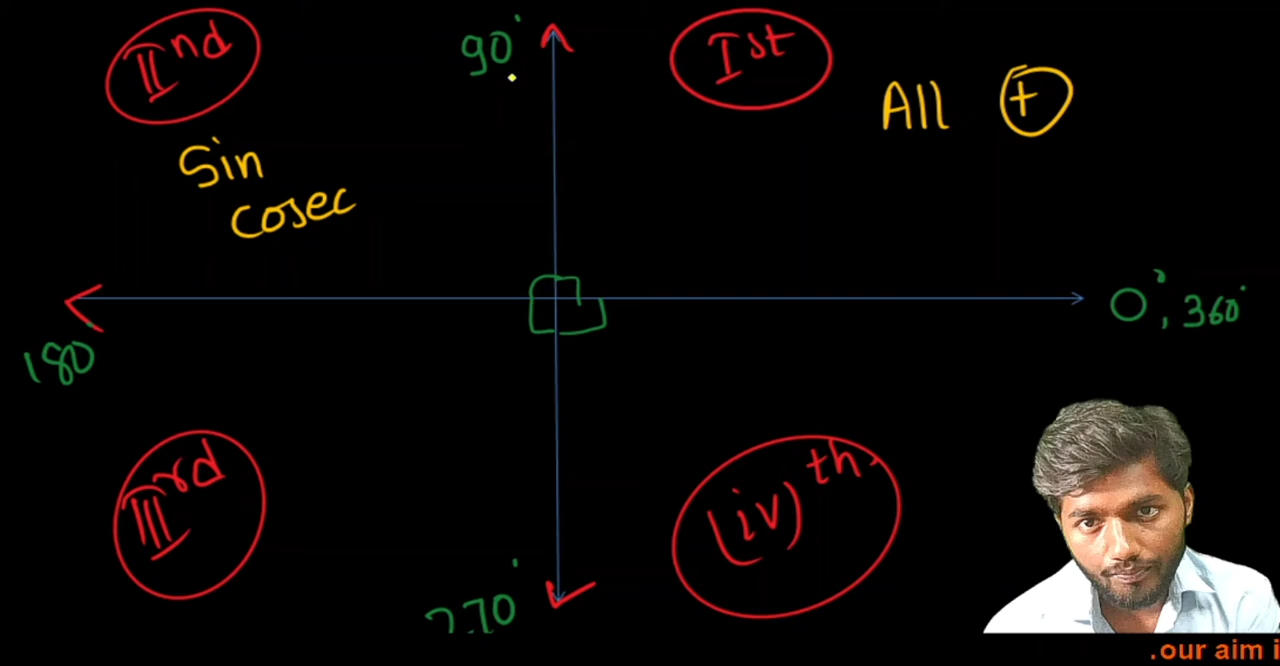 IInd
90°
Ist
All +
Sin
cosec
0°, 360°
180
IIIrd
(iv)th
270°
.our aim i